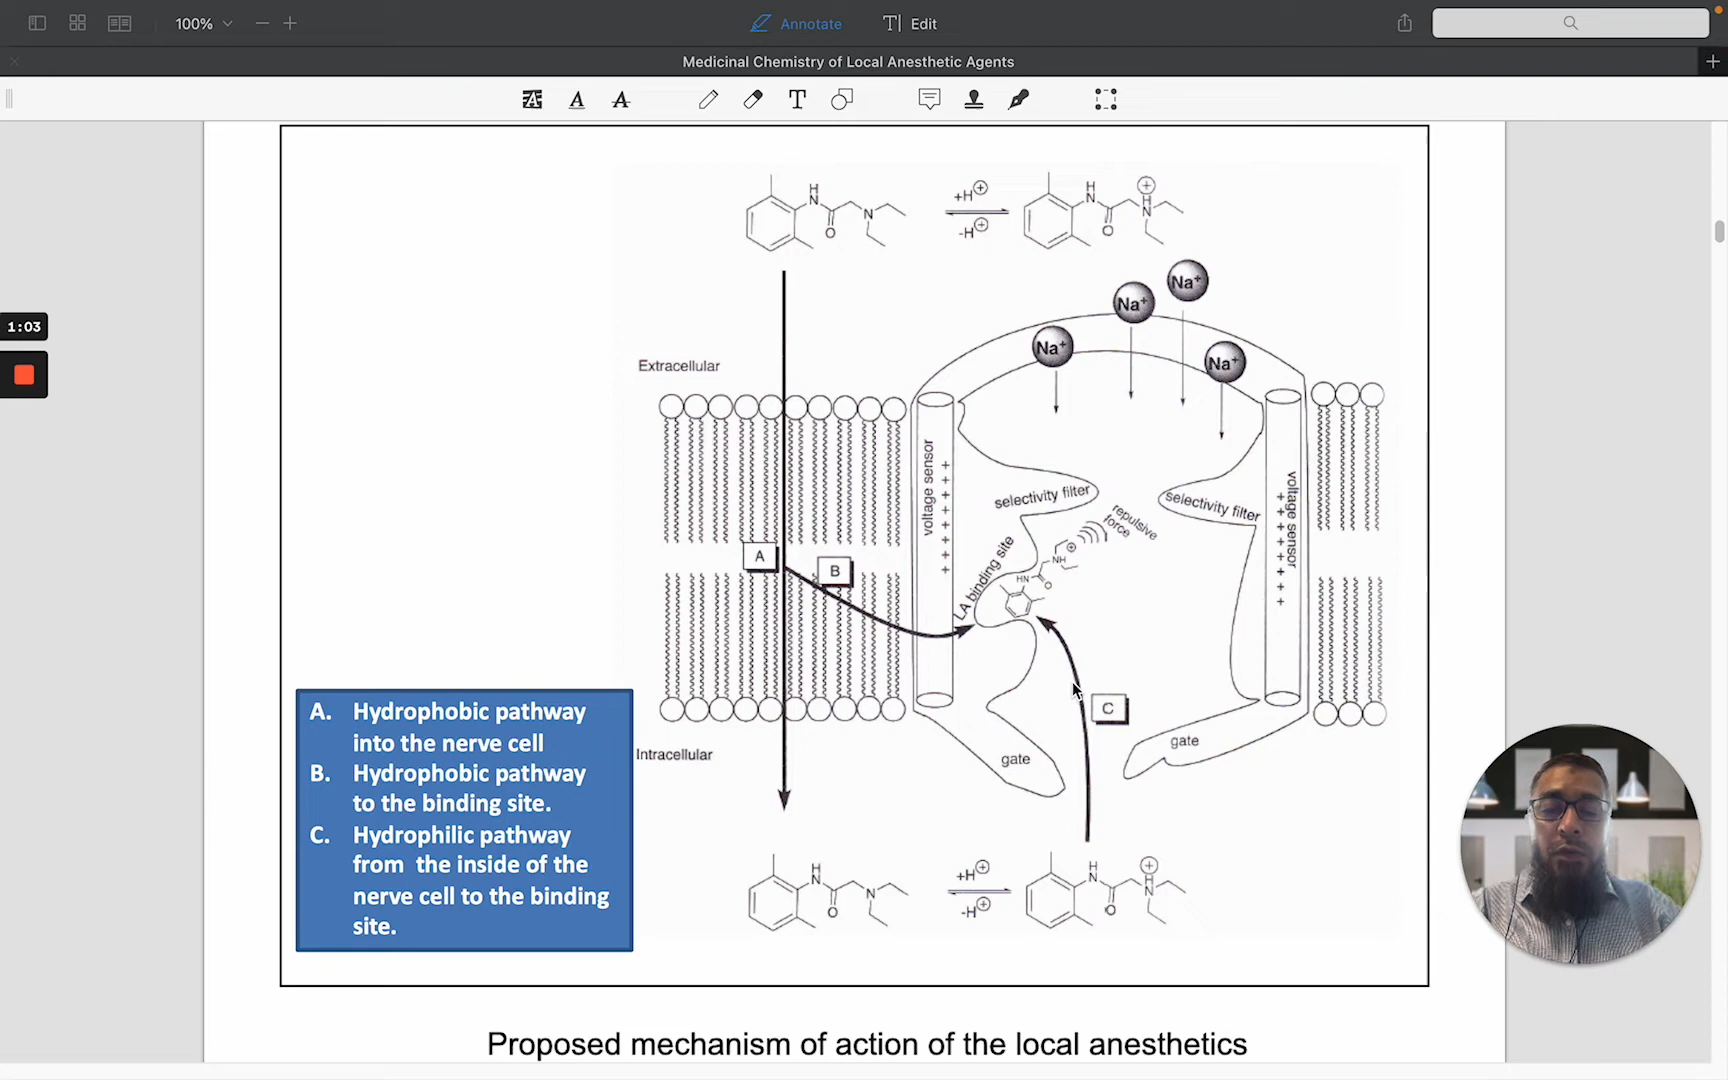 100%
Annotate
Edit
Medicinal Chemistry of Local Anesthetic Agents
1:03
H
N
O
N
+H⊕
-H⊕
H
N
O
⊕
H
N
Na⁺
Na⁺
Na⁺
Na⁺
Extracellular
voltage sensor
+ + + + + + + + +
selectivity filter
selectivity filter
voltage sensor
+ + + + + + + + +
repulsive
force
LA binding site
HN
O
NH
⊕
A
B
C
gate
gate
Intracellular
A. Hydrophobic pathway
into the nerve cell
B. Hydrophobic pathway
to the binding site.
C. Hydrophilic pathway
from the inside of the
nerve cell to the binding
site.
H
N
O
N
+H⊕
-H⊕
H
N
O
⊕
H
N
Proposed mechanism of action of the local anesthetics